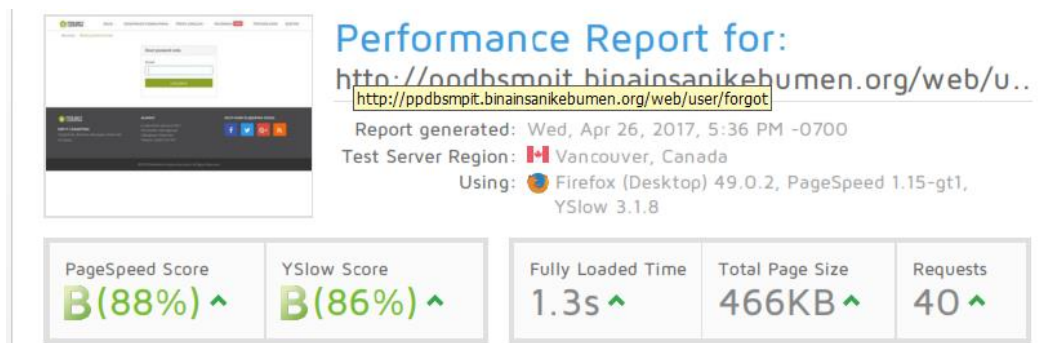 Performance Report for:
http://ppdbsmpit.binainsanikebumen.org/web/u..
http://ppdbsmpit.binainsanikebumen.org/web/user/forgot
Report generated: Wed, Apr 26, 2017, 5:36 PM -0700
Test Server Region: Vancouver, Canada
Using: Firefox (Desktop) 49.0.2, PageSpeed 1.15-gt1,
YSlow 3.1.8
PageSpeed Score
B(88%)
YSlow Score
B(86%)
Fully Loaded Time
1.3s
Total Page Size
466KB
Requests
40